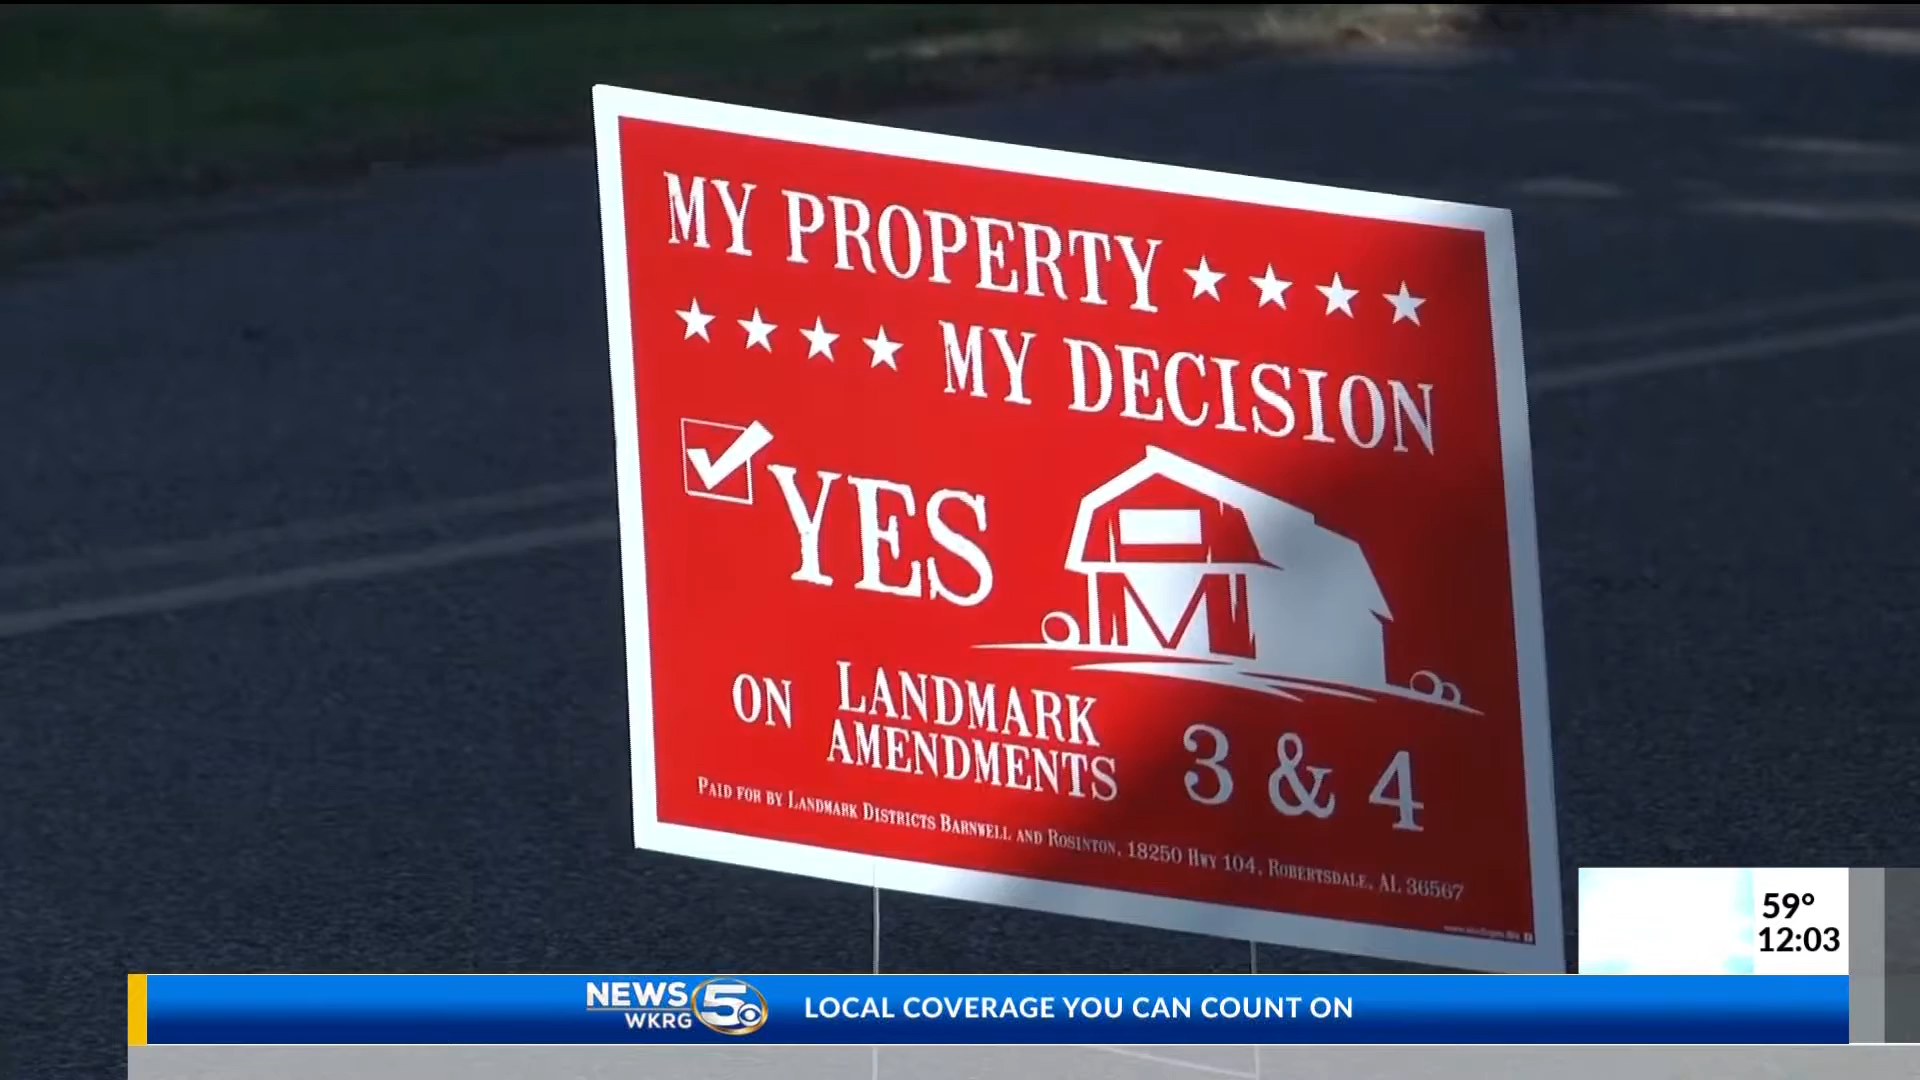 MY PROPERTY
MY DECISION
YES
ON LANDMARK AMENDMENTS 3 & 4
PAID FOR BY LANDMARK DISTRICTS BARNWELL AND ROSINTON, 18250 HWY 104, ROBERTSDALE, AL 36567
59°
12:03
NEWS 5
WKRG
LOCAL COVERAGE YOU CAN COUNT ON